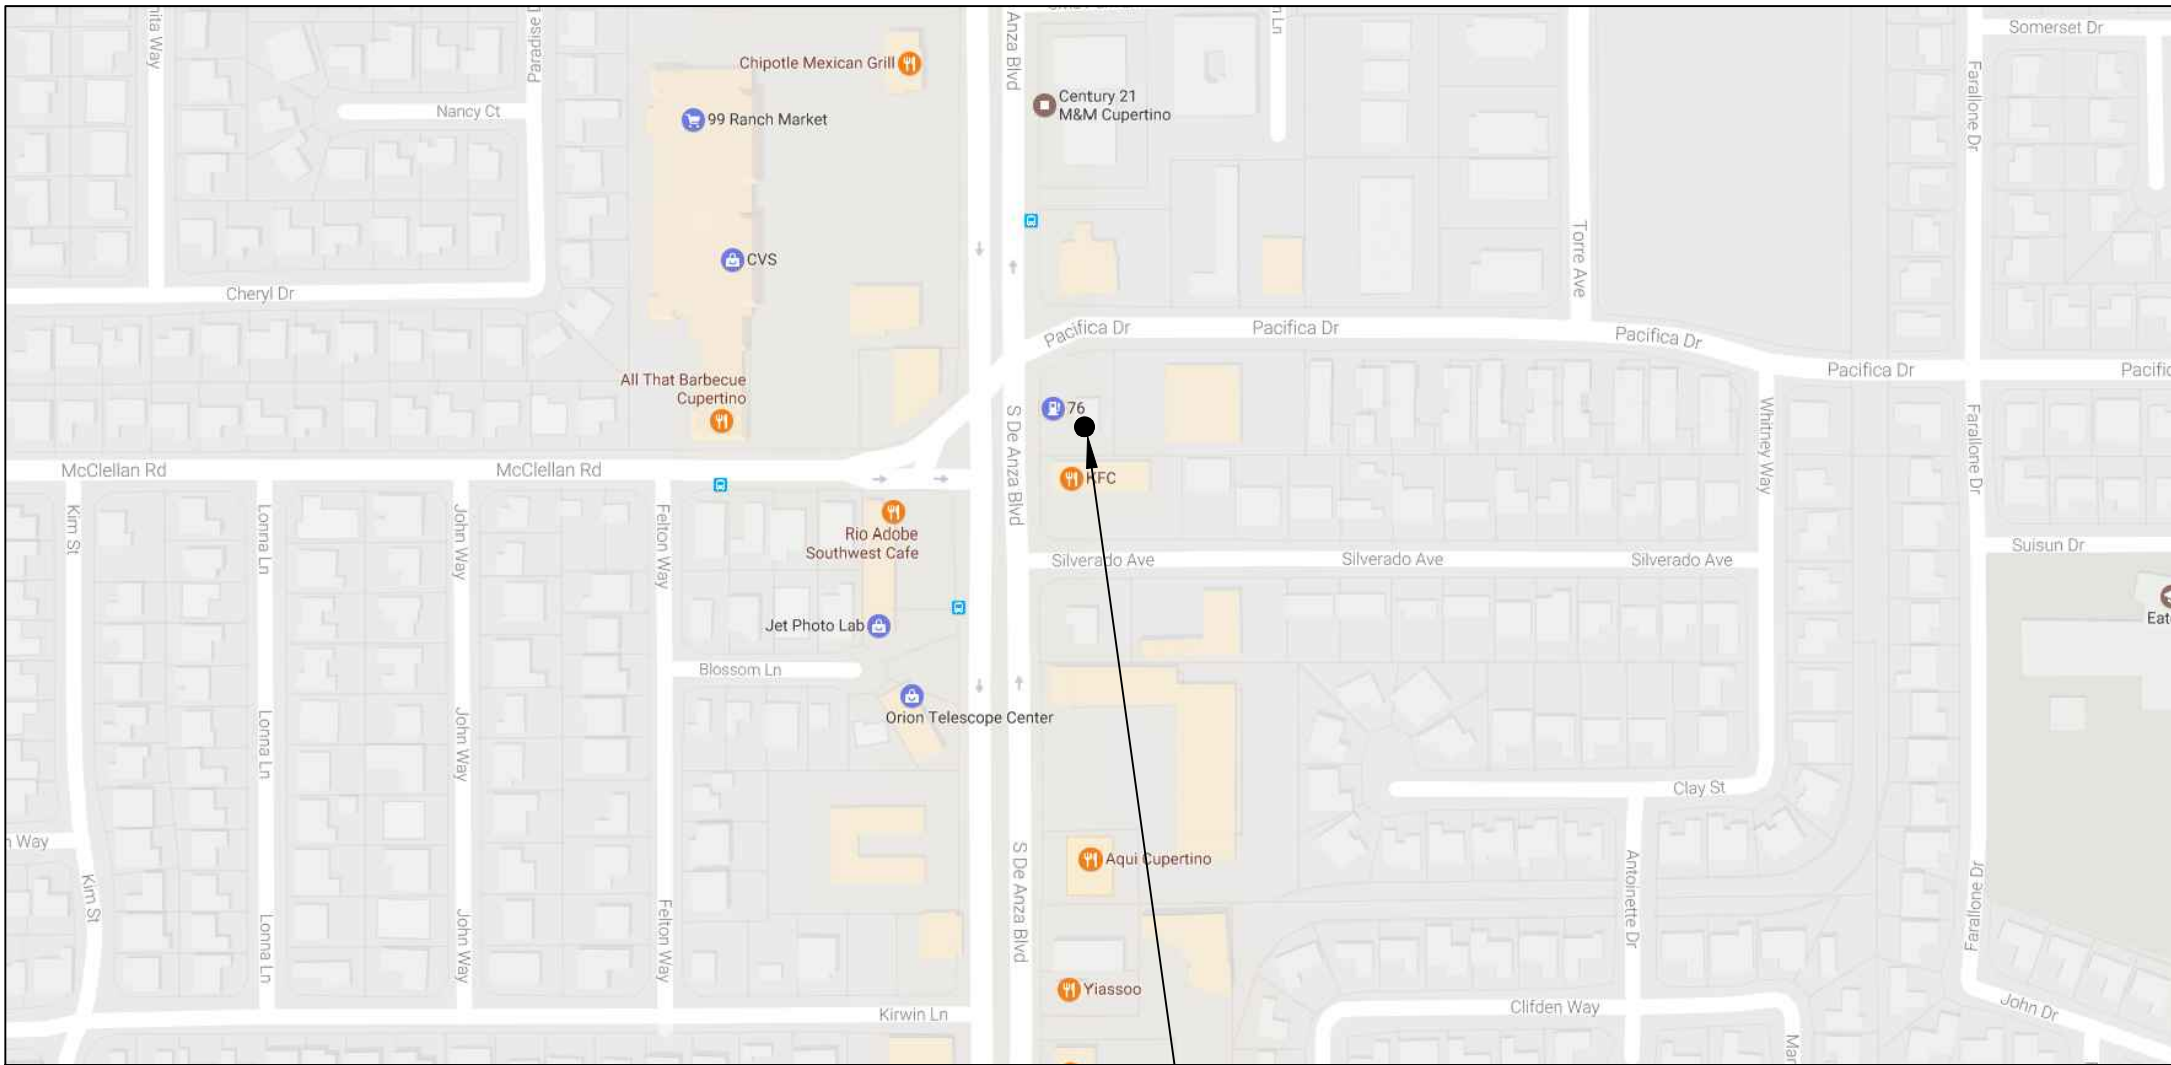 Somerset Dr
Anza Blvd
Chipotle Mexican Grill
Farallone Dr
Century 21
M&M Cupertino
Nancy Ct
99 Ranch Market
Torre Ave
CVS
Cheryl Dr
Pacifica Dr
Pacifica Dr
Pacifica Dr
Pacifica Dr
All That Barbecue
Cupertino
76
S De Anza Blvd
Whitney Way
Farallone Dr
McClellan Rd
McClellan Rd
KFC
Kim St
Lonna Ln
John Way
Felton Way
Rio Adobe
Southwest Cafe
Silverado Ave
Silverado Ave
Silverado Ave
Suisun Dr
Jet Photo Lab
Blossom Ln
Lonna Ln
John Way
Orion Telescope Center
Clay St
Way
Aqui Cupertino
Kim St
Lonna Ln
John Way
Felton Way
S De Anza Blvd
Antoinette Dr
Farallone Dr
Yiassoo
Kirwin Ln
Clifden Way
John Dr